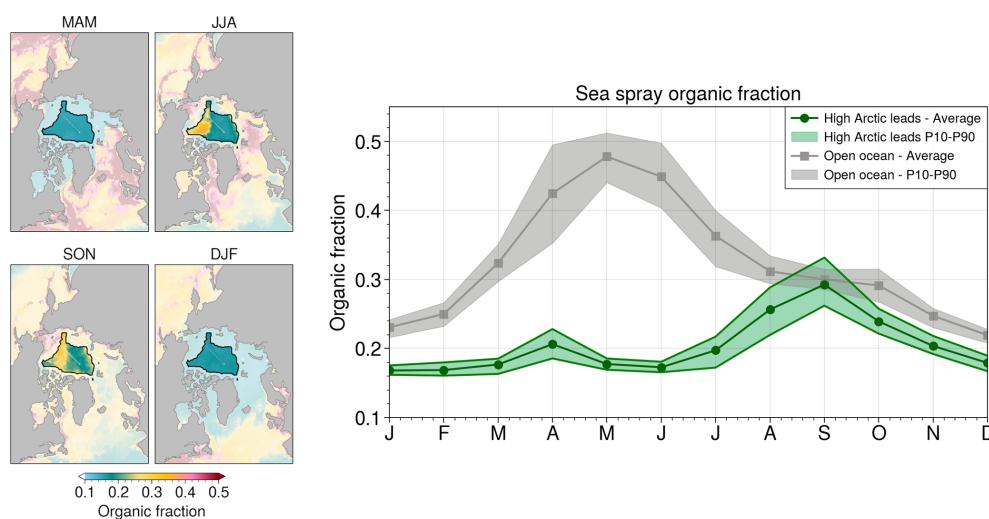 MAM
JJA
SON
DJF
0.1 0.2 0.3 0.4 0.5
Organic fraction
Sea spray organic fraction
High Arctic leads - Average
High Arctic leads P10-P90
Open ocean - Average
Open ocean - P10-P90
Organic fraction
0.5
0.4
0.3
0.2
0.1
J F M A M J J A S O N D